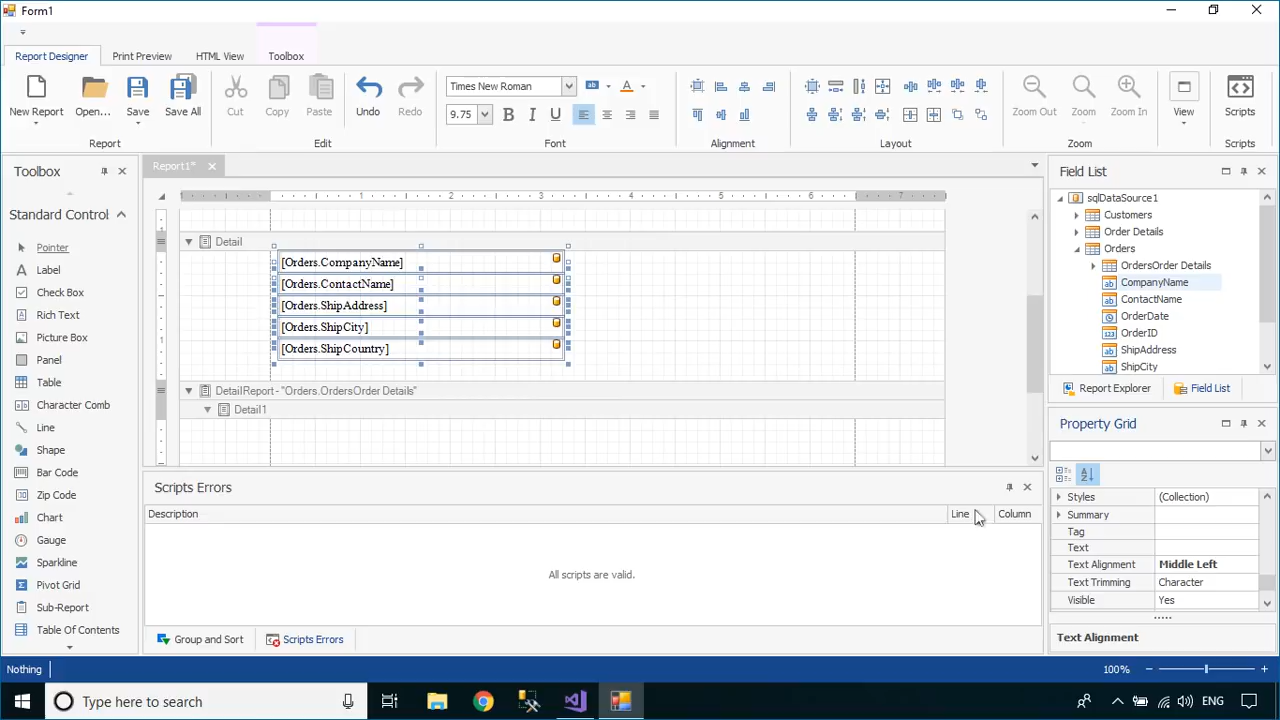 Form1
Report Designer
Print Preview
HTML View
Toolbox
New Report
Open...
Save
Save All
Cut
Copy
Paste
Undo
Redo
Times New Roman
9.75
B
I
U
Zoom Out
Zoom
Zoom In
View
Scripts
Report
Edit
Font
Alignment
Layout
Zoom
Scripts
Toolbox
Standard Control
Pointer
Label
Check Box
Rich Text
Picture Box
Panel
Table
Character Comb
Line
Shape
Bar Code
Zip Code
Chart
Gauge
Sparkline
Pivot Grid
Sub-Report
Table Of Contents
Report1*
1
2
3
4
5
6
7
Detail
[Orders.CompanyName]
[Orders.ContactName]
[Orders.ShipAddress]
[Orders.ShipCity]
[Orders.ShipCountry]
DetailReport - "Orders.OrdersOrder Details"
Detail1
Scripts Errors
Description
Line
Column
All scripts are valid.
Group and Sort
Scripts Errors
Field List
sqlDataSource1
Customers
Order Details
Orders
OrdersOrder Details
CompanyName
ContactName
OrderDate
OrderID
ShipAddress
ShipCity
Report Explorer
Field List
Property Grid
Styles
(Collection)
Summary
Tag
Text
Text Alignment
Middle Left
Text Trimming
Character
Visible
Yes
Text Alignment
Nothing
100%
Type here to search
ENG